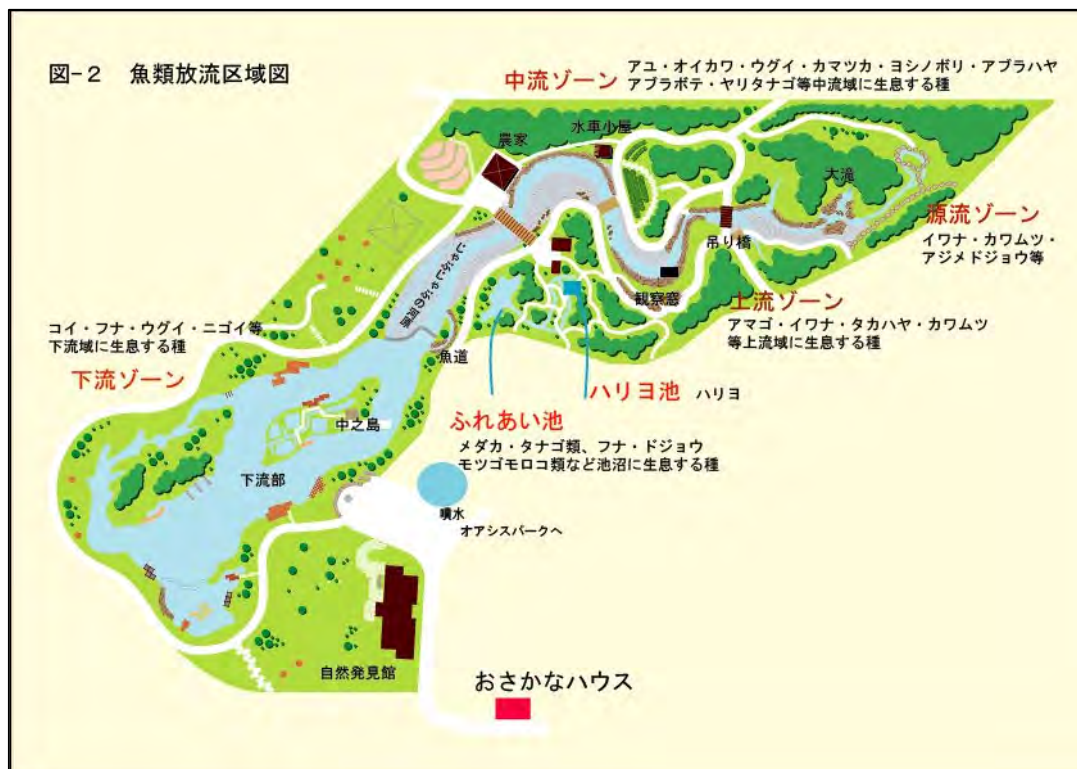 図-2 魚類放流区域図
中流ゾーン
アユ・オイカワ・ウグイ・カマツカ・ヨシノボリ・アブラハヤ
アブラボテ・ヤリタナゴ等中流域に生息する種
水車小屋
農家
大滝
源流ゾーン
イワナ・カワムツ・
アジメドジョウ等
吊り橋
観察窓
上流ゾーン
アマゴ・イワナ・タカハヤ・カワムツ
等上流域に生息する種
じゃぶじゃぶの河原
コイ・フナ・ウグイ・ニゴイ等
下流域に生息する種
下流ゾーン
魚道
ハリヨ池 ハリヨ
ふれあい池
メダカ・タナゴ類、フナ・ドジョウ
モツゴモロコ類など池沼に生息する種
中之島
下流部
噴水
オアシスパークへ
自然発見館
おさかなハウス